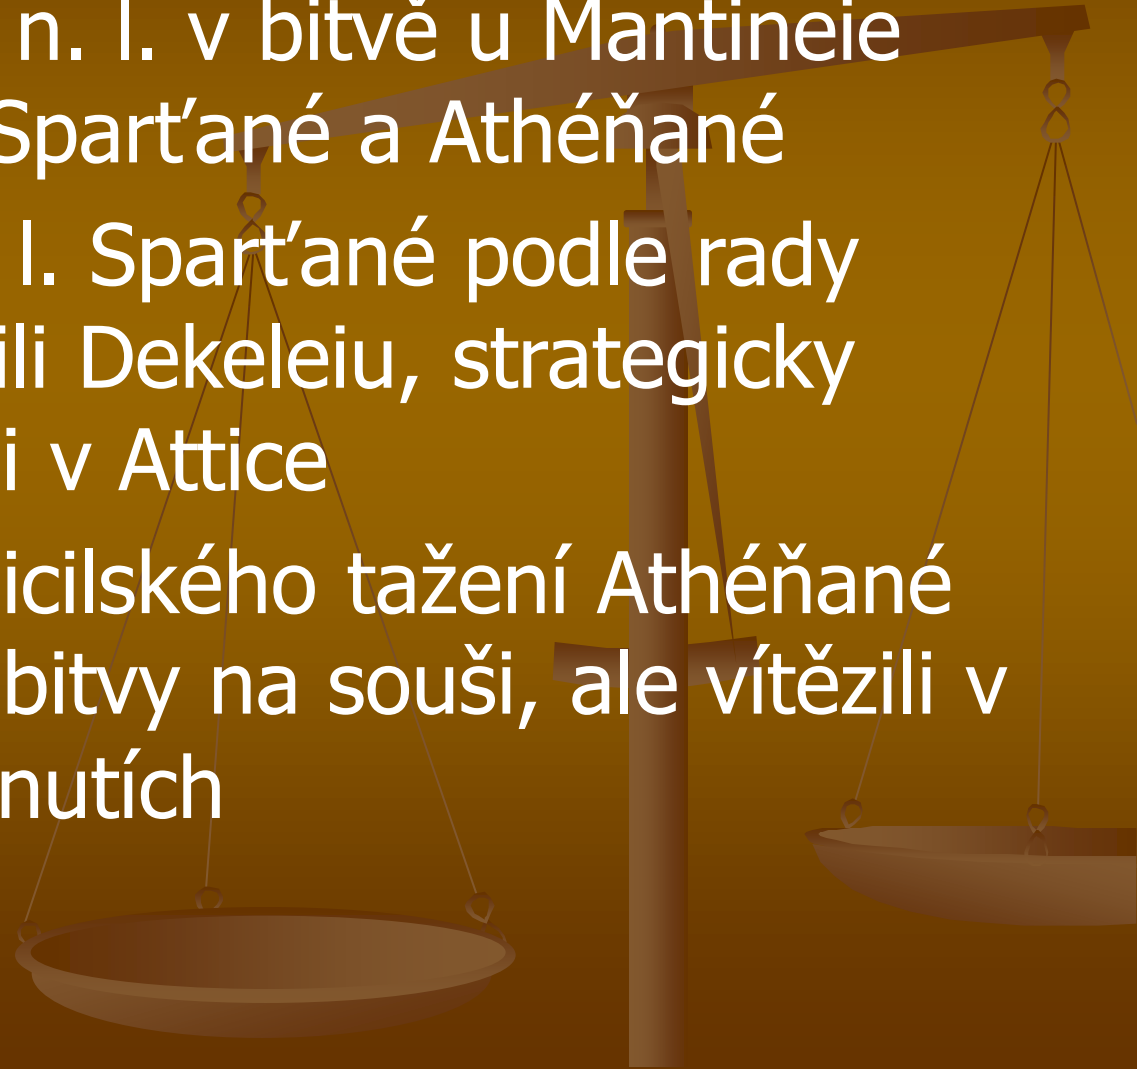 n. l. v bitvě u Mantineie
Sparťané a Athéňané
l. Sparťané podle rady
ili Dekeleiu, strategicky
i v Attice
icilského tažení Athéňané
bitvy na souši, ale vítězili v
nutích